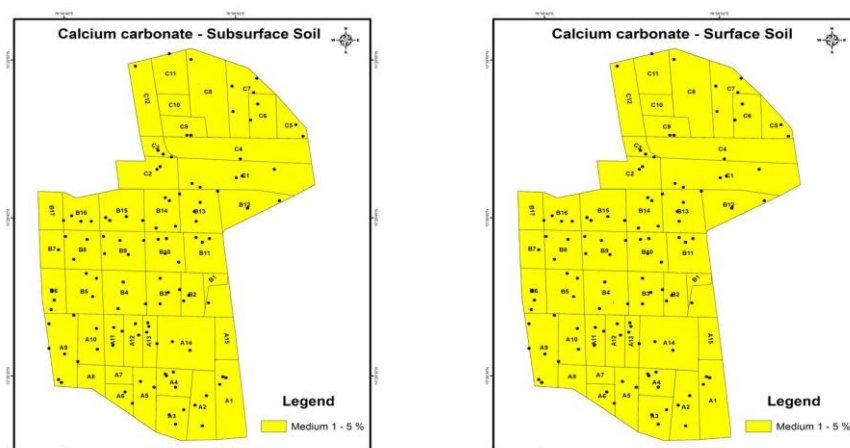 Calcium carbonate - Subsurface Soil
C11
C8
C7
C12
C10
C6
C9
C5
C3
C4
C2
C1
B17
B16
B15
B14
B13
B12
B7
B8
B9
B10
B11
B6
B5
B4
B3
B2
B1
A10
A11
A12
A13
A14
A15
A9
A8
A7
A6
A5
A4
A3
A2
A1
Legend
Medium 1 - 5 %
Calcium carbonate - Surface Soil
C11
C8
C7
C12
C10
C6
C9
C5
C3
C4
C2
C1
B17
B16
B15
B14
B13
B12
B7
B8
B9
B10
B11
B6
B5
B4
B3
B2
B1
A10
A11
A12
A13
A14
A15
A9
A8
A7
A6
A5
A4
A3
A2
A1
Legend
Medium 1 - 5 %